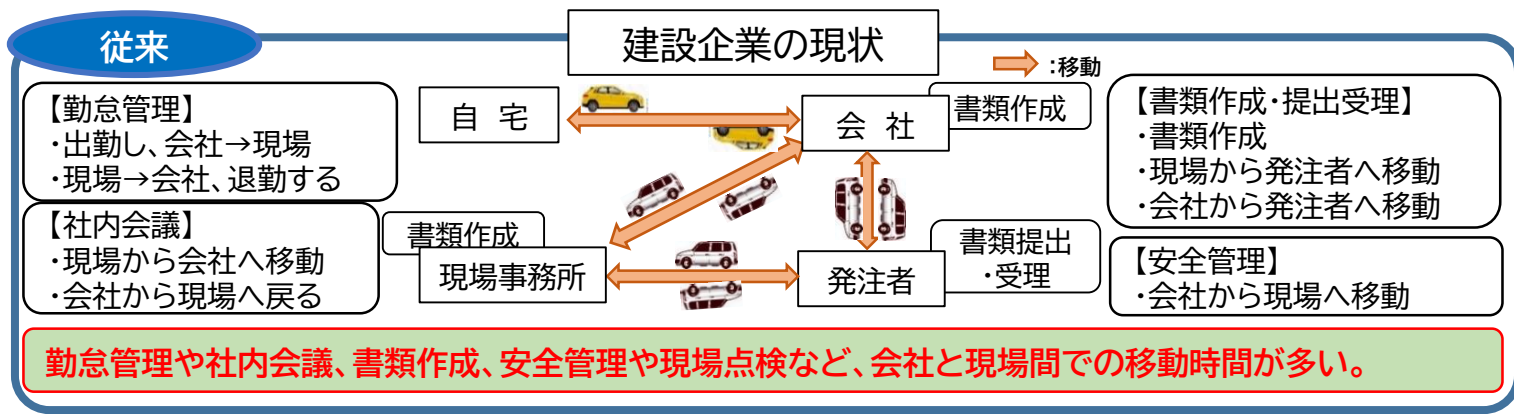 従来
建設企業の現状
:移動
【勤怠管理】
・出勤し、会社→現場
・現場→会社、退勤する
【社内会議】
・現場から会社へ移動
・会社から現場へ戻る
自 宅
会 社
書類作成
書類作成
現場事務所
発注者
書類提出
・受理
【書類作成・提出受理】
・書類作成
・現場から発注者へ移動
・会社から発注者へ移動
【安全管理】
・会社から現場へ移動
勤怠管理や社内会議、書類作成、安全管理や現場点検など、会社と現場間での移動時間が多い。